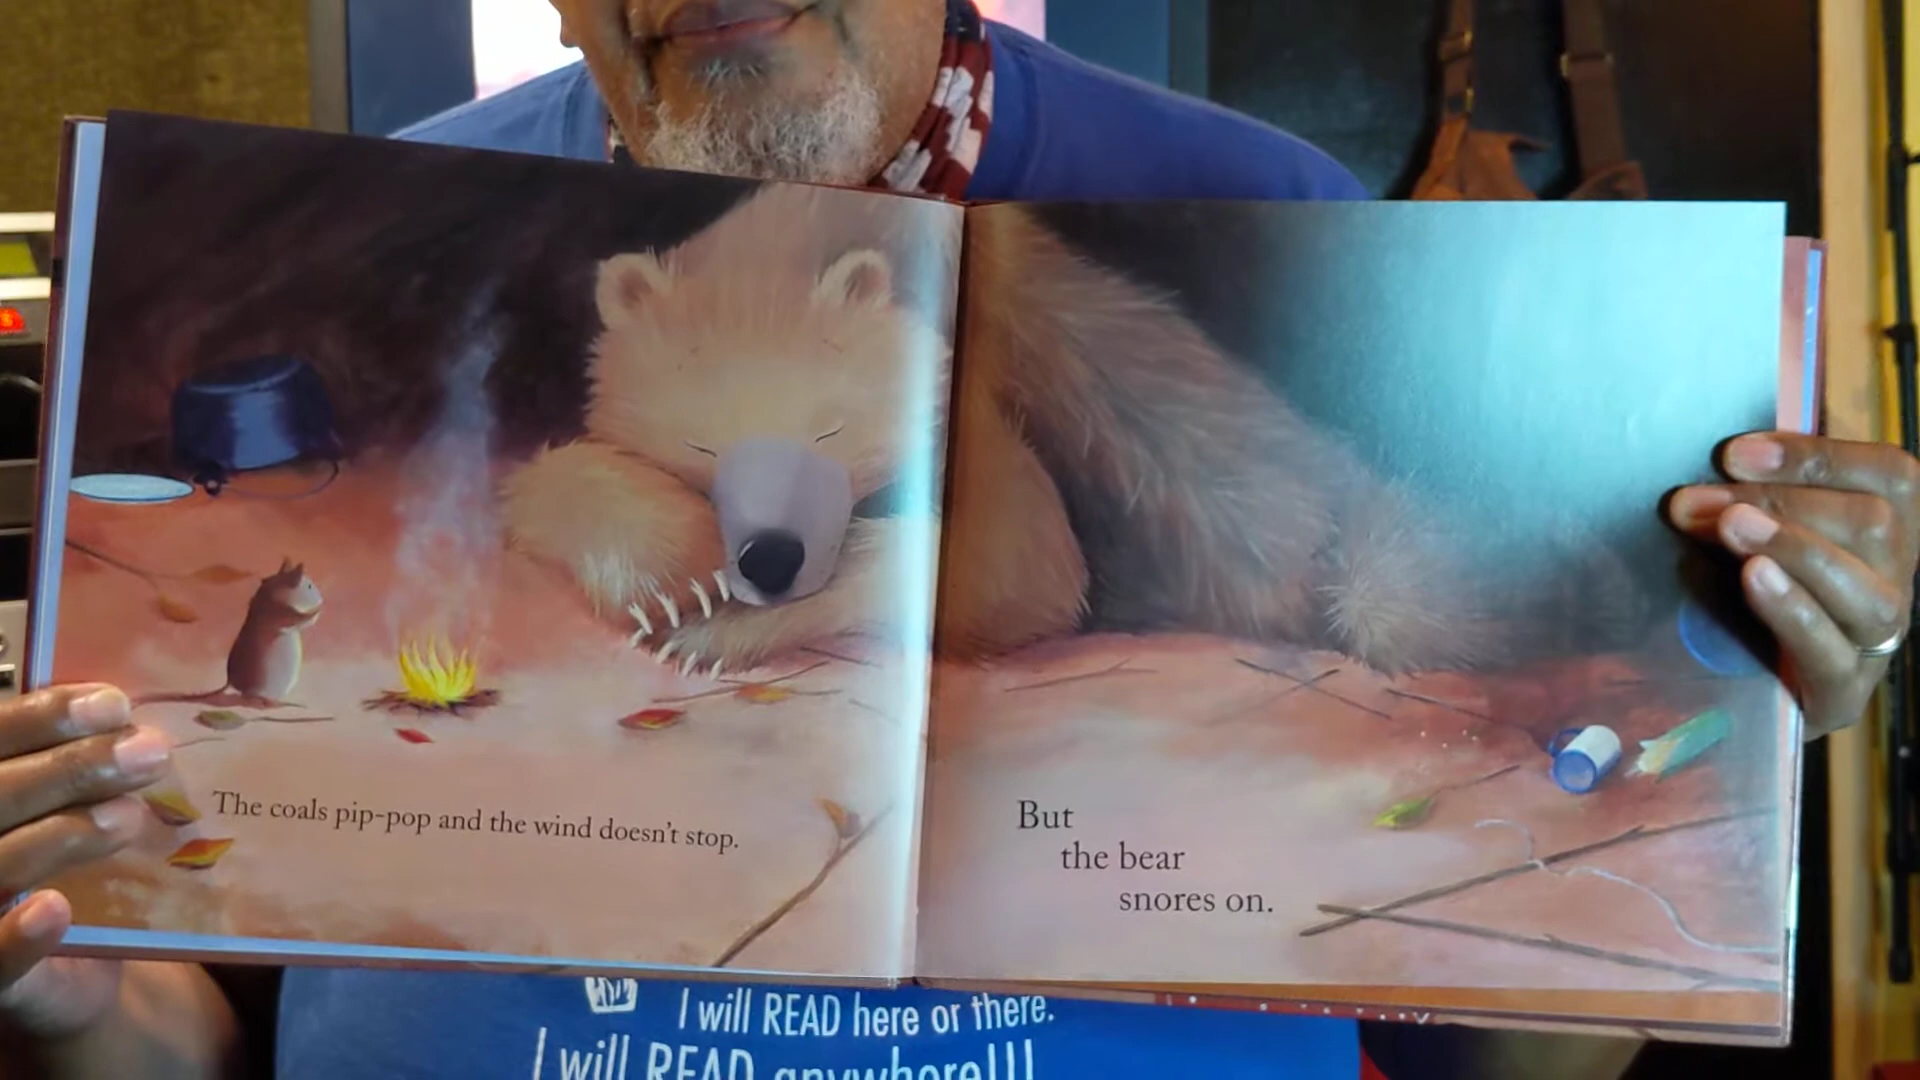 The coals pip-pop and the wind doesn't stop.
But
the bear
snores on.
I will READ here or there.
I will READ anywhere!!!